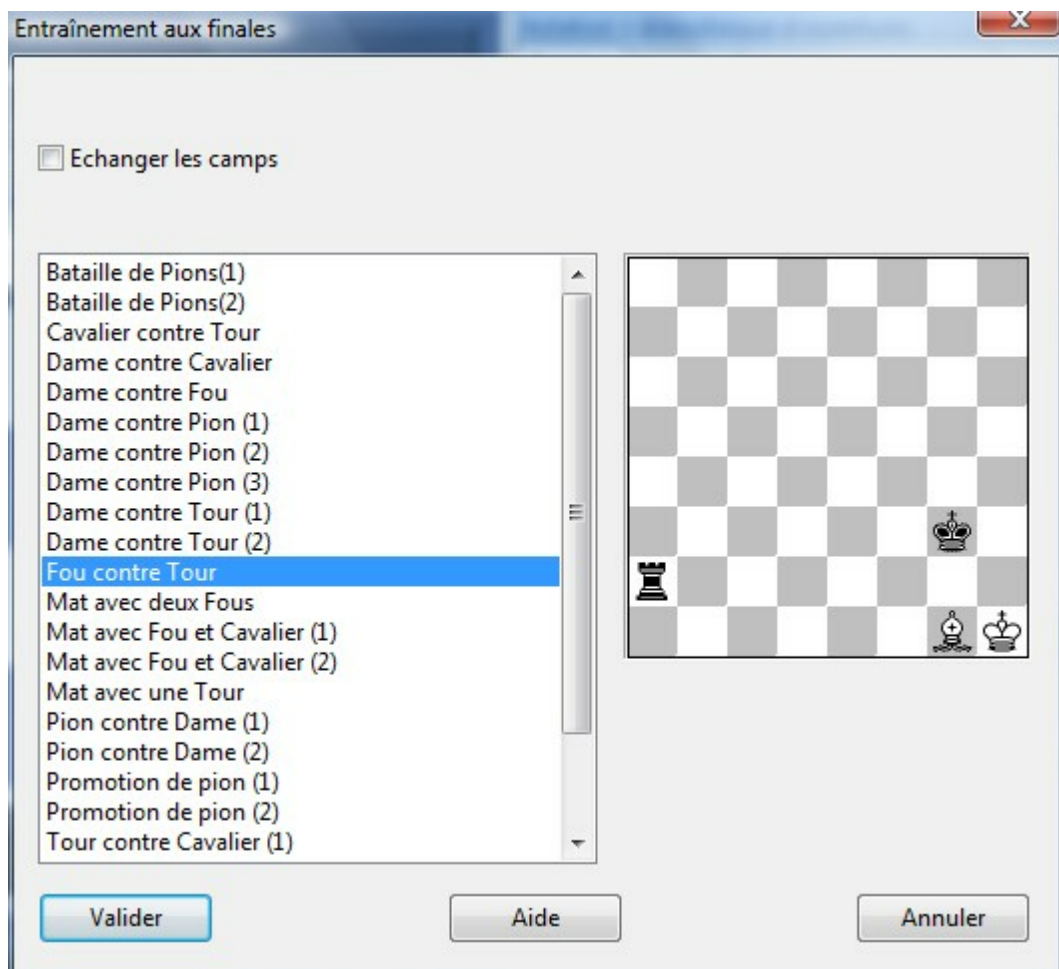 Entraînement aux finales
Echanger les camps
Bataille de Pions(1)
Bataille de Pions(2)
Cavalier contre Tour
Dame contre Cavalier
Dame contre Fou
Dame contre Pion (1)
Dame contre Pion (2)
Dame contre Pion (3)
Dame contre Tour (1)
Dame contre Tour (2)
Fou contre Tour
Mat avec deux Fous
Mat avec Fou et Cavalier (1)
Mat avec Fou et Cavalier (2)
Mat avec une Tour
Pion contre Dame (1)
Pion contre Dame (2)
Promotion de pion (1)
Promotion de pion (2)
Tour contre Cavalier (1)
Valider
Aide
Annuler